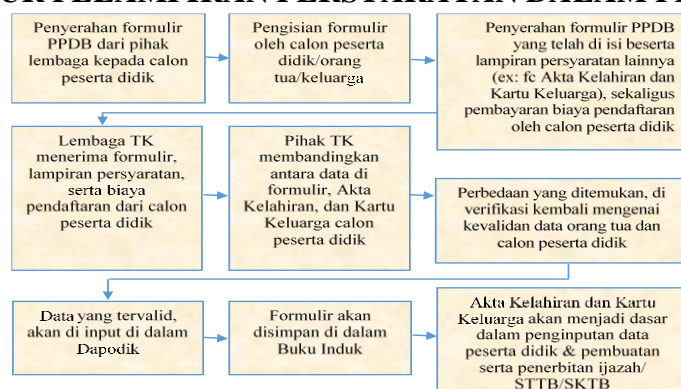 PELAMPIRAN PERSYARATAN DALAM
Penyerahan formulir
PPDB dari pihak
lembaga kepada calon
peserta didik
Pengisian formulir
oleh calon peserta
didik/orang
tua/keluarga
Penyerahan formulir PPDB
yang telah di isi beserta
lampiran persyaratan lainnya
(ex: fc Akta Kelahiran dan
Kartu Keluarga), sekaligus
pembayaran biaya pendaftaran
oleh calon peserta didik
Lembaga TK
menerima formulir,
lampiran persyaratan,
serta biaya
pendaftaran dari calon
peserta didik
Pihak TK
membandingkan
antara data di
formulir, Akta
Kelahiran, dan Kartu
Keluarga calon
peserta didik
Perbedaan yang ditemukan, di
verifikasi kembali mengenai
kevalidan data orang tua dan
calon peserta didik
Data yang tervalid,
akan di input di dalam
Dapodik
Formulir akan
disimpan di dalam
Buku Induk
Akta Kelahiran dan Kartu
Keluarga akan menjadi dasar
dalam penginputan data
peserta didik & pembuatan
serta penerbitan ijazah/
STTB/SKTB